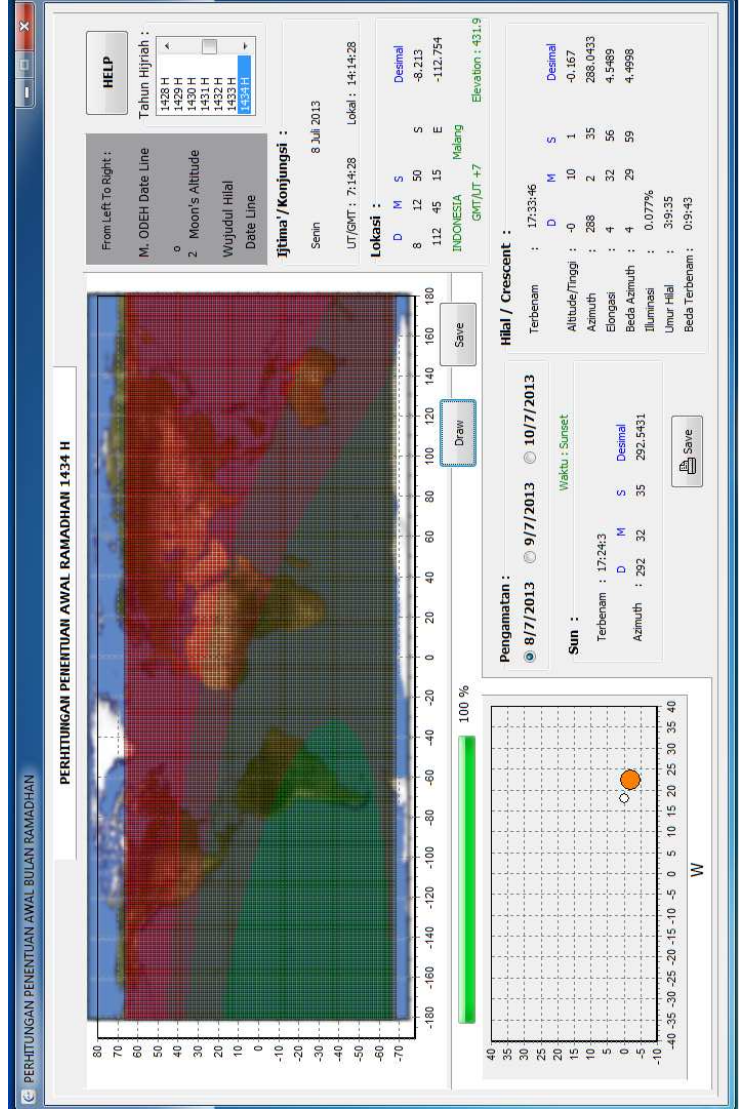 PERHITUNGAN PENENTUAN AWAL BULAN RAMADHAN
PERHITUNGAN PENENTUAN AWAL RAMADHAN 1434 H
80
70
60
50
40
30
20
10
0
-10
-20
-30
-40
-50
-60
-70
-180 -160 -140 -120 -100 -80 -60 -40 -20 0 20 40 60 80 100 120 140 160 180
100 %
Draw
Save
From Left To Right :
M. ODEH Date Line
o
2 Moon's Altitude
Wujudul Hilal
Date Line
HELP
Tahun Hijriah :
1428 H
1429 H
1430 H
1431 H
1432 H
1433 H
1434 H
Ijtima'/Konjungsi :
Senin 8 Juli 2013
UT/GMT : 7:14:28 Lokal : 14:14:28
Lokasi :
D M S Desimal
8 12 50 S -8.213
112 45 15 E -112.754
INDONESIA Malang
GMT/UT +7 Elevation : 431.9
40
35
30
25
20
15
10
5
0
-5
-10
-40 -35 -30 -25 -20 -15 -10 -5 0 5 10 15 20 25 30 35 40
W
Pengamatan :
8/7/2013 9/7/2013 10/7/2013
Waktu : Sunset
Sun :
Terbenam : 17:24:3
D M S Desimal
Azimuth : 292 32 35 292.5431
Save
Hilal / Crescent :
Terbenam : 17:33:46
D M S Desimal
Altitude/Tinggi : -0 10 1 -0.167
Azimuth : 288 2 35 288.0433
Elongasi : 4 32 56 4.5489
Beda Azimuth : 4 29 59 4.4998
Iluminasi : 0.077%
Umur Hilal : 3:9:35
Beda Terbenam : 0:9:43